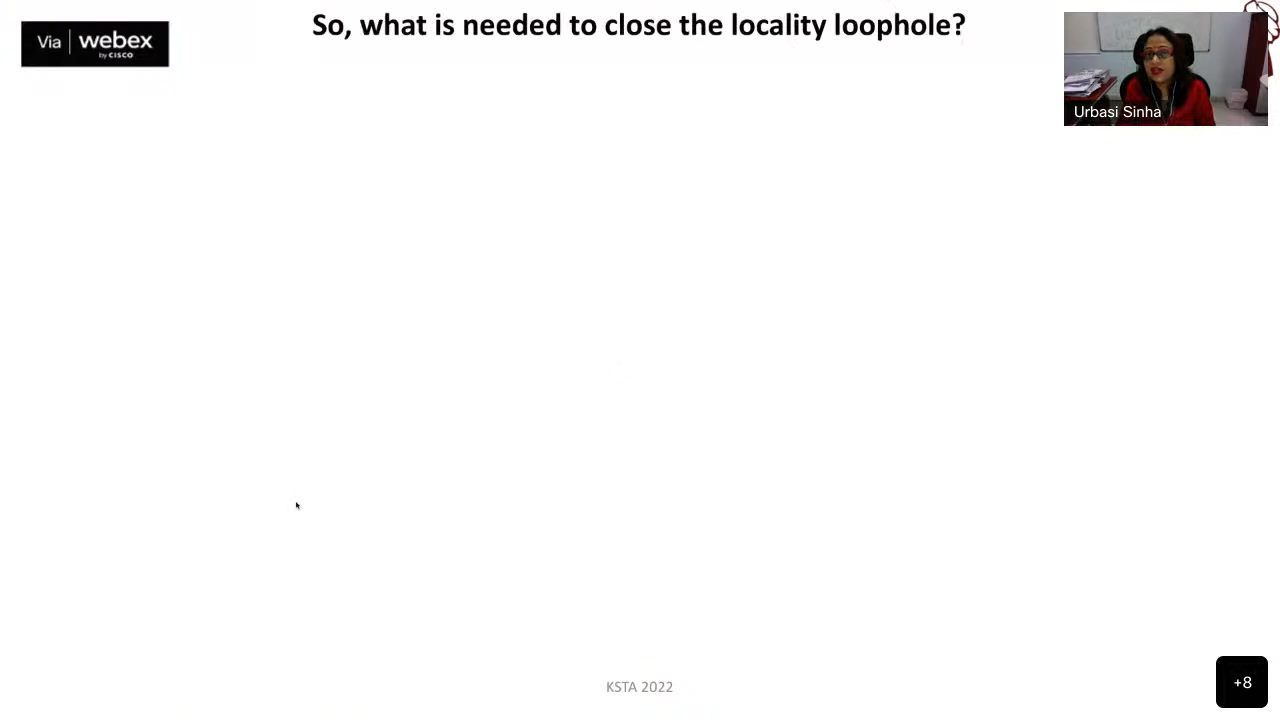 So, what is needed to close the locality loophole?
Via | webex
by CISCO
Urbasi Sinha
KSTA 2022
+8